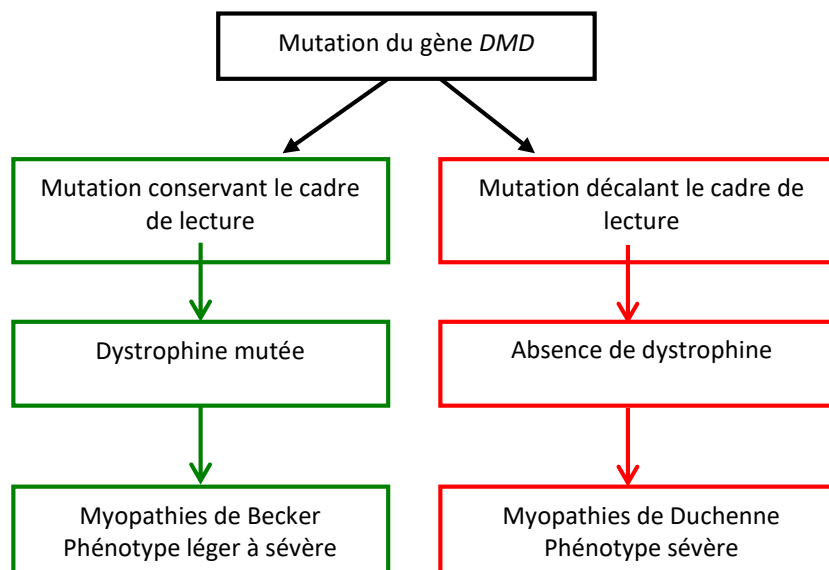 Mutation du gène DMD
Mutation conservant le cadre
de lecture
Mutation décalant le cadre de
lecture
Dystrophine mutée
Absence de dystrophine
Myopathies de Becker
Phénotype léger à sévère
Myopathies de Duchenne
Phénotype sévère